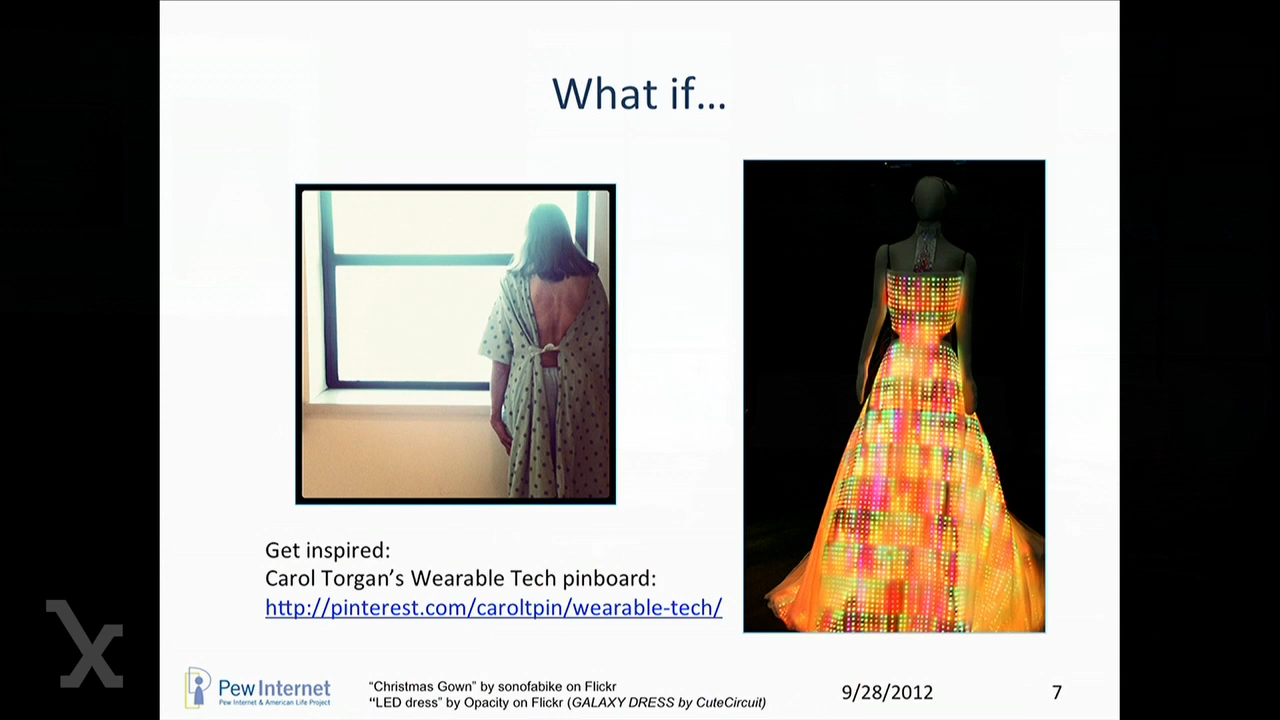 What if…
Get inspired:
Carol Torgan’s Wearable Tech pinboard:
http://pinterest.com/caroltpin/wearable-tech/
Pew Internet
Pew Internet & American Life Project
“Christmas Gown” by sonofabike on Flickr
“LED dress” by Opacity on Flickr (GALAXY DRESS by CuteCircuit)
9/28/2012
7
x